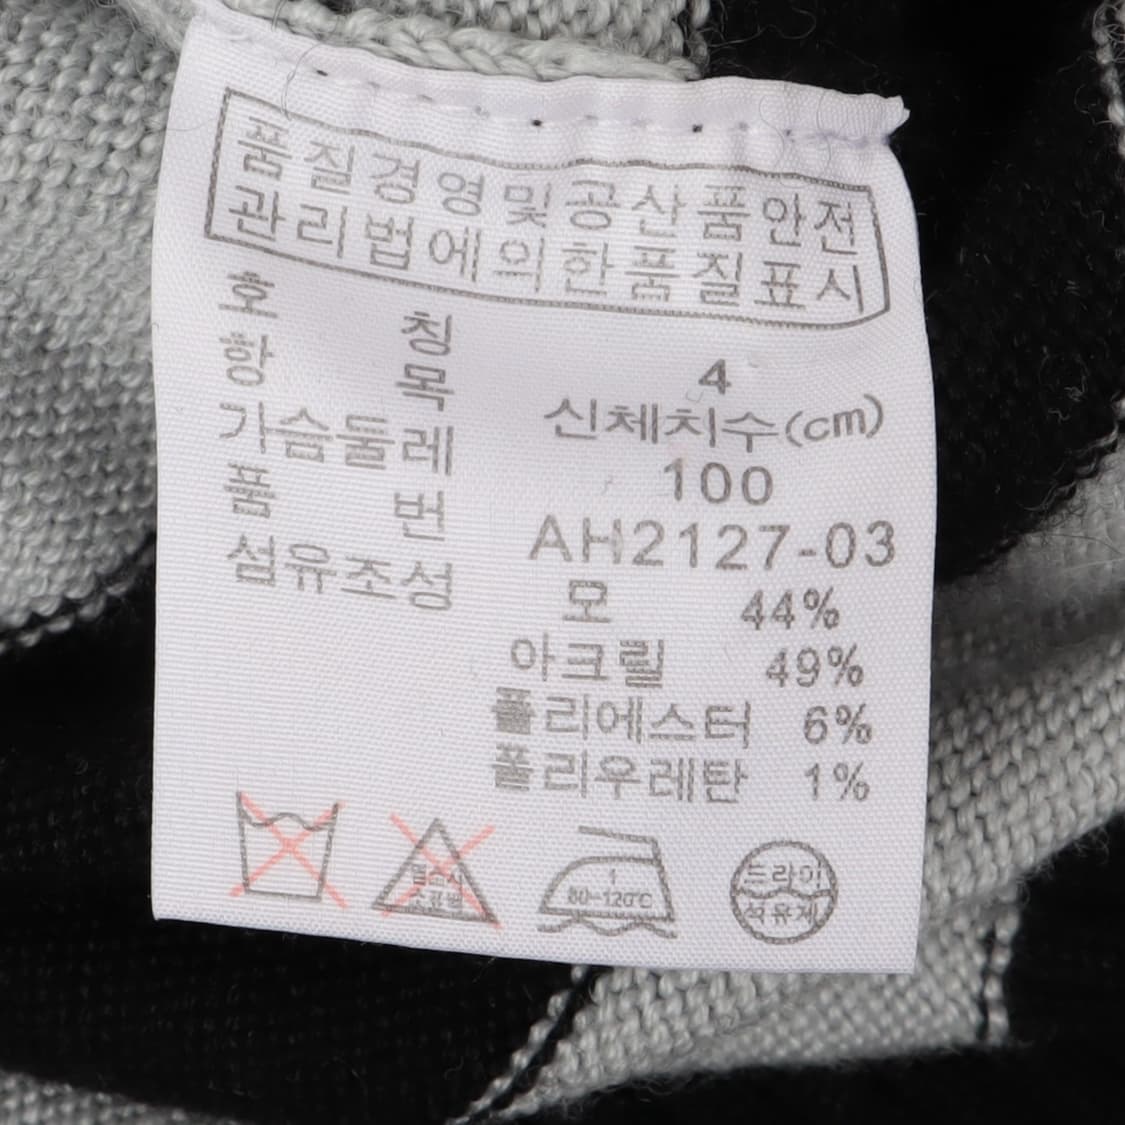 품질경영및공산품안전
관리법에의한품질표시
호 칭 4
항 목 신체치수(cm)
가슴둘레 100
품 번 AH2127-03
섬유조성 모 44%
아크릴 49%
폴리에스터 6%
폴리우레탄 1%
1
80-120℃
드라이
석유계